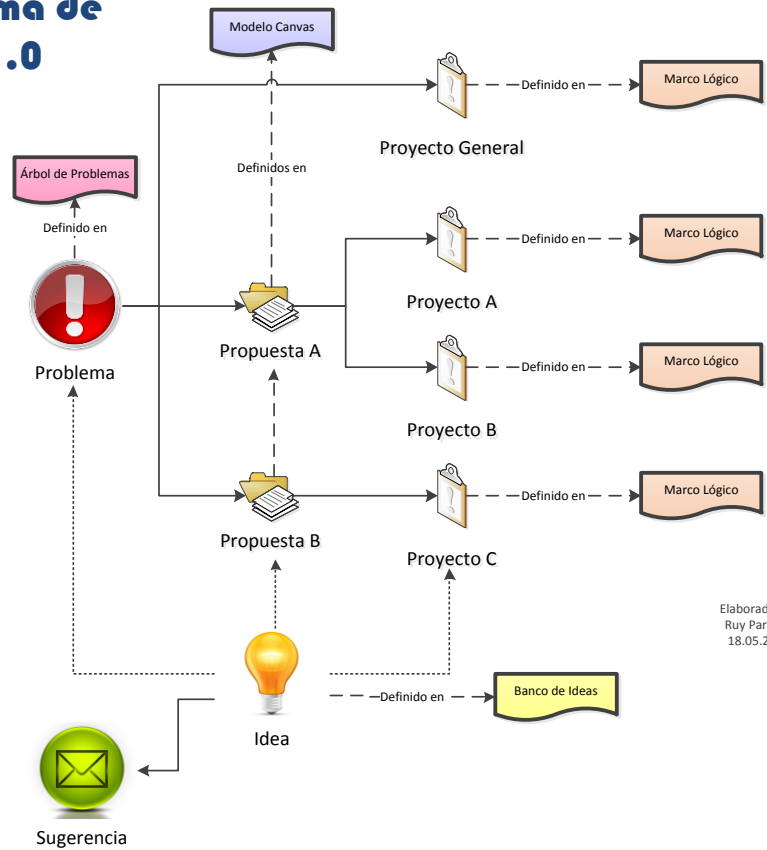 ma de
.0
Modelo Canvas
Definido en
Marco Lógico
Proyecto General
Definidos en
Árbol de Problemas
Definido en
Definido en
Marco Lógico
Proyecto A
Propuesta A
Problema
Definido en
Marco Lógico
Proyecto B
Definido en
Marco Lógico
Propuesta B
Proyecto C
Elaborad
Ruy Par
18.05.2
Definido en
Banco de Ideas
Idea
Sugerencia